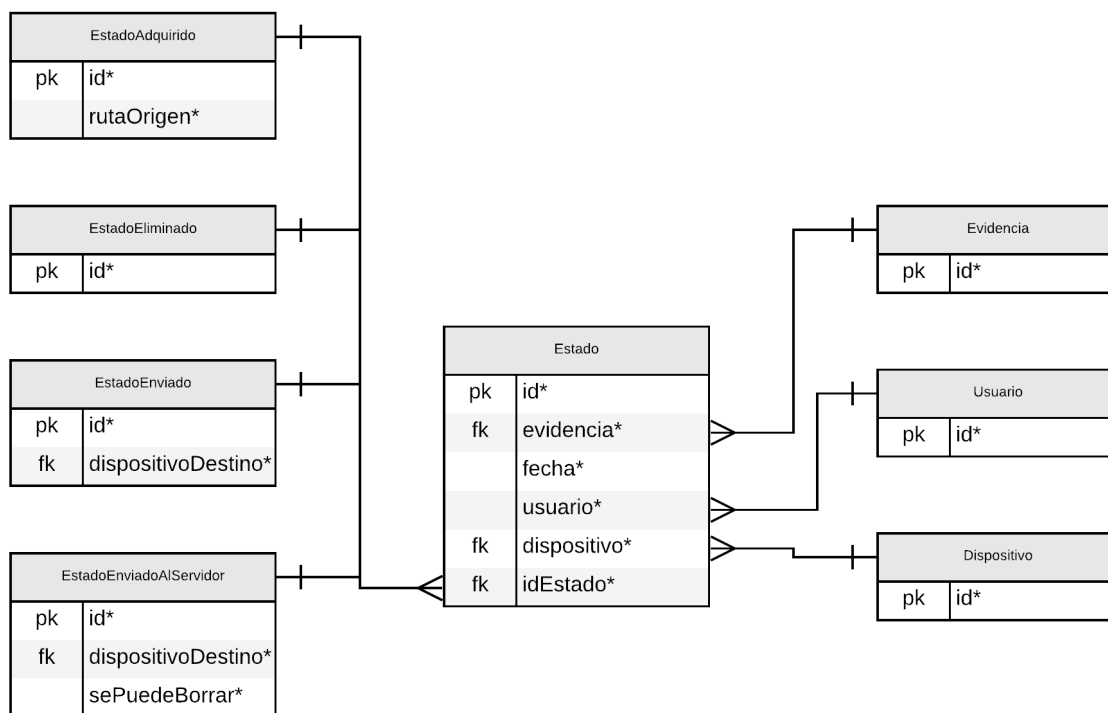 EstadoAdquirido
pk id*
rutaOrigen*
EstadoEliminado
pk id*
EstadoEnviado
pk id*
fk dispositivoDestino*
EstadoEnviadoAlServidor
pk id*
fk dispositivoDestino*
sePuedeBorrar*
Estado
pk id*
fk evidencia*
fecha*
usuario*
fk dispositivo*
fk idEstado*
Evidencia
pk id*
Usuario
pk id*
Dispositivo
pk id*